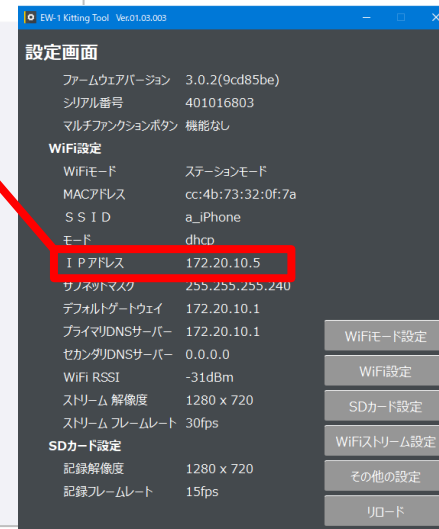 EW-1 Kitting Tool Ver.01.03.003
設定画面
ファームウェアバージョン 3.0.2(9cd85be)
シリアル番号 401016803
マルチファンクションボタン 機能なし
WiFi設定
WiFiモード ステーションモード
MACアドレス cc:4b:73:32:0f:7a
ＳＳＩＤ a_iPhone
モード dhcp
ＩＰアドレス 172.20.10.5
サブネットマスク 255.255.255.240
デフォルトゲートウェイ 172.20.10.1
プライマリDNSサーバー 172.20.10.1
セカンダリDNSサーバー 0.0.0.0
WiFi RSSI -31dBm
ストリーム 解像度 1280 x 720
ストリーム フレームレート 30fps
SDカード設定
記録解像度 1280 x 720
記録フレームレート 15fps
WiFiモード設定
WiFi設定
SDカード設定
WiFiストリーム設定
その他の設定
リロード